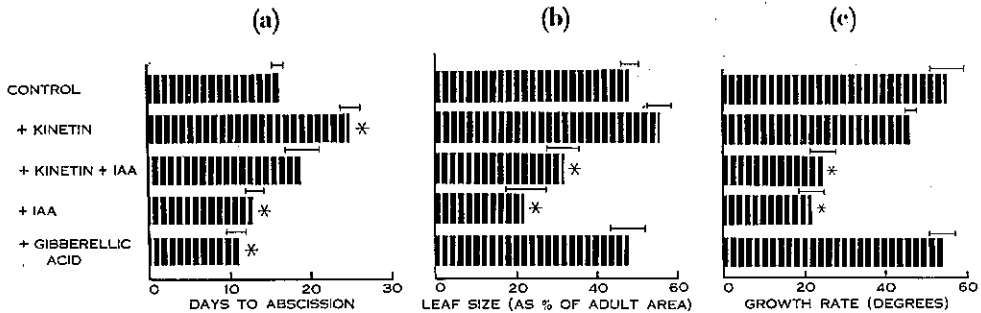 (a) (b) (c)
CONTROL
+ KINETIN
*
+ KINETIN + IAA
* *
+ IAA
* * *
+ GIBBERELLIC
ACID
*
0 10 20 30 0 20 40 60 0 20 40 60
DAYS TO ABSCISSION LEAF SIZE (AS % OF ADULT AREA) GROWTH RATE (DEGREES)